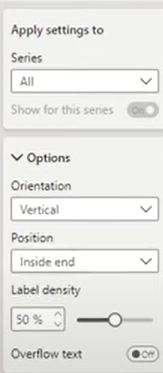 Apply settings to
Series
All
Show for this series On
Options
Orientation
Vertical
Position
Inside end
Label density
50 %
Overflow text Off